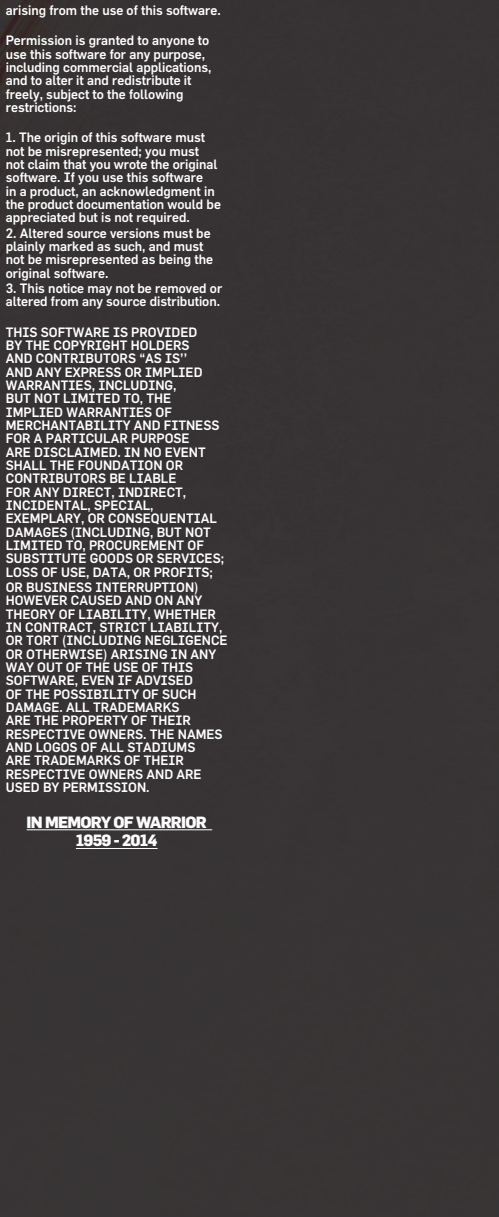 arising from the use of this software.
Permission is granted to anyone to
use this software for any purpose,
including commercial applications,
and to alter it and redistribute it
freely, subject to the following
restrictions:
1. The origin of this software must
not be misrepresented; you must
not claim that you wrote the original
software. If you use this software
in a product, an acknowledgment in
the product documentation would be
appreciated but is not required.
2. Altered source versions must be
plainly marked as such, and must
not be misrepresented as being the
original software.
3. This notice may not be removed or
altered from any source distribution.
THIS SOFTWARE IS PROVIDED
BY THE COPYRIGHT HOLDERS
AND CONTRIBUTORS “AS IS’’
AND ANY EXPRESS OR IMPLIED
WARRANTIES, INCLUDING,
BUT NOT LIMITED TO, THE
IMPLIED WARRANTIES OF
MERCHANTABILITY AND FITNESS
FOR A PARTICULAR PURPOSE
ARE DISCLAIMED. IN NO EVENT
SHALL THE FOUNDATION OR
CONTRIBUTORS BE LIABLE
FOR ANY DIRECT, INDIRECT,
INCIDENTAL, SPECIAL,
EXEMPLARY, OR CONSEQUENTIAL
DAMAGES (INCLUDING, BUT NOT
LIMITED TO, PROCUREMENT OF
SUBSTITUTE GOODS OR SERVICES;
LOSS OF USE, DATA, OR PROFITS;
OR BUSINESS INTERRUPTION)
HOWEVER CAUSED AND ON ANY
THEORY OF LIABILITY, WHETHER
IN CONTRACT, STRICT LIABILITY,
OR TORT (INCLUDING NEGLIGENCE
OR OTHERWISE) ARISING IN ANY
WAY OUT OF THE USE OF THIS
SOFTWARE, EVEN IF ADVISED
OF THE POSSIBILITY OF SUCH
DAMAGE. ALL TRADEMARKS
ARE THE PROPERTY OF THEIR
RESPECTIVE OWNERS. THE NAMES
AND LOGOS OF ALL STADIUMS
ARE TRADEMARKS OF THEIR
RESPECTIVE OWNERS AND ARE
USED BY PERMISSION.
IN MEMORY OF WARRIOR
1959 - 2014